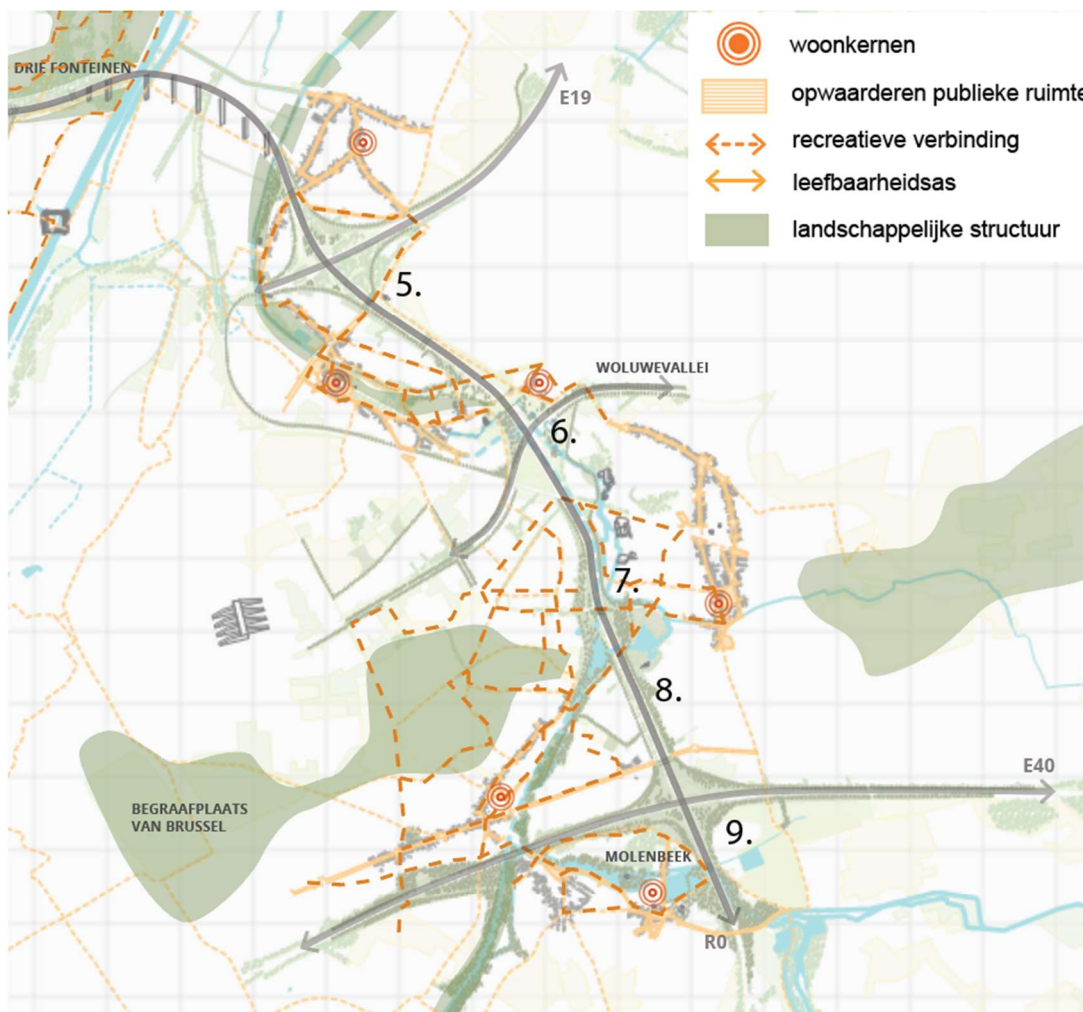 woonkernen
opwaarderen publieke ruimte
recreatieve verbinding
leefbaarheidsas
landschappelijke structuur
DRIE FONTEINEN
E19
5.
WOLUWEVALLEI
6.
7.
8.
E40
BEGRAAFPLAATS
VAN BRUSSEL
9.
MOLENBEEK
R0